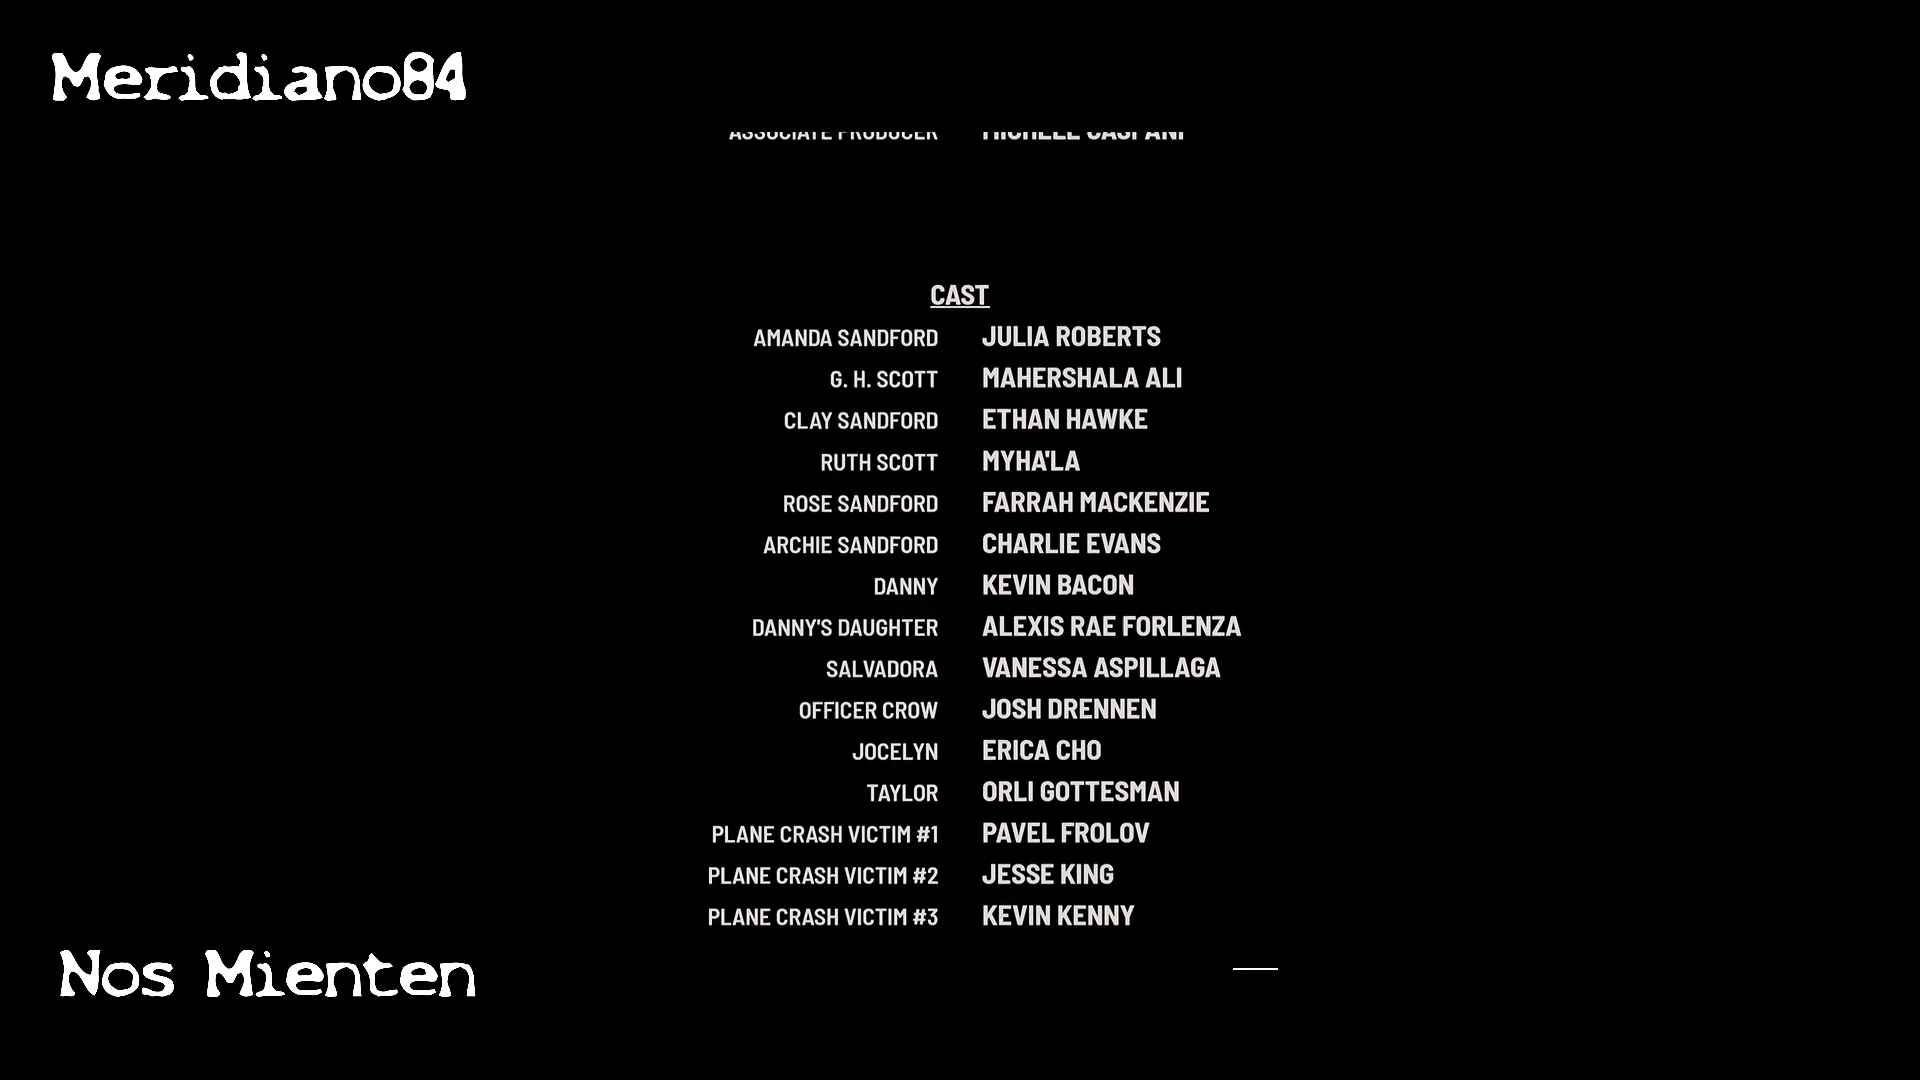 Meridiano84
ASSOCIATE PRODUCER
CAST
AMANDA SANDFORD JULIA ROBERTS
G. H. SCOTT MAHERSHALA ALI
CLAY SANDFORD ETHAN HAWKE
RUTH SCOTT MYHA'LA
ROSE SANDFORD FARRAH MACKENZIE
ARCHIE SANDFORD CHARLIE EVANS
DANNY KEVIN BACON
DANNY'S DAUGHTER ALEXIS RAE FORLENZA
SALVADORA VANESSA ASPILLAGA
OFFICER CROW JOSH DRENNEN
JOCELYN ERICA CHO
TAYLOR ORLI GOTTESMAN
PLANE CRASH VICTIM #1 PAVEL FROLOV
PLANE CRASH VICTIM #2 JESSE KING
PLANE CRASH VICTIM #3 KEVIN KENNY
Nos Mienten